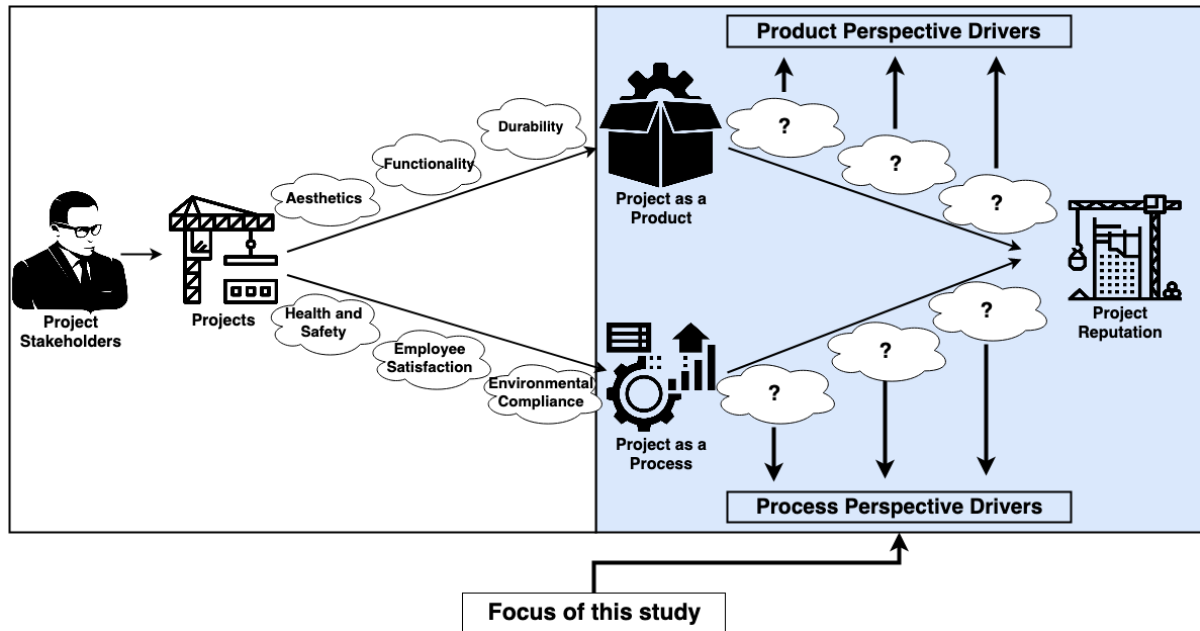 Product Perspective Drivers
Durability
?
Functionality
?
Aesthetics
?
Project as a
Product
Project
Stakeholders
Projects
Project
Reputation
Health and
Safety
?
Employee
Satisfaction
?
Environmental
Compliance
?
Project as a
Process
Process Perspective Drivers
Focus of this study